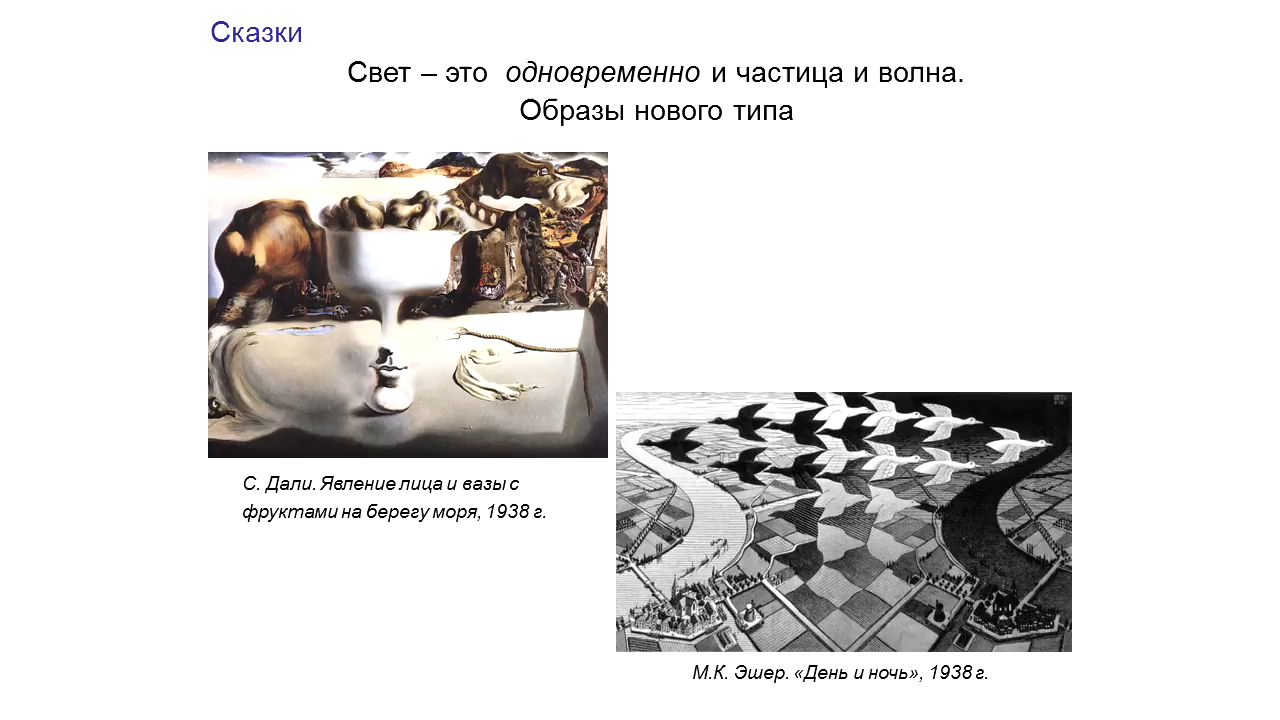 Сказки
Свет – это одновременно и частица и волна.
Образы нового типа
С. Дали. Явление лица и вазы с
фруктами на берегу моря, 1938 г.
М.К. Эшер. «День и ночь», 1938 г.